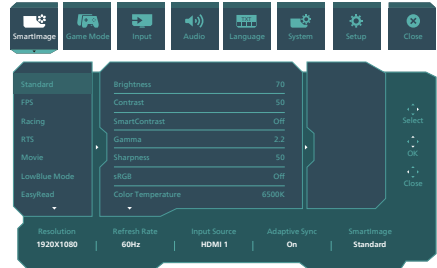 SmartImage
Game Mode
Input
Audio
TXT
Language
System
Setup
Close
Standard
FPS
Racing
RTS
Movie
LowBlue Mode
EasyRead
Brightness 70
Contrast 50
SmartContrast Off
Gamma 2.2
Sharpness 50
sRGB Off
Color Temperature 6500K
Select
OK
Close
Resolution Refresh Rate Input Source Adaptive Sync SmartImage
1920X1080 | 60Hz | HDMI 1 | On | Standard